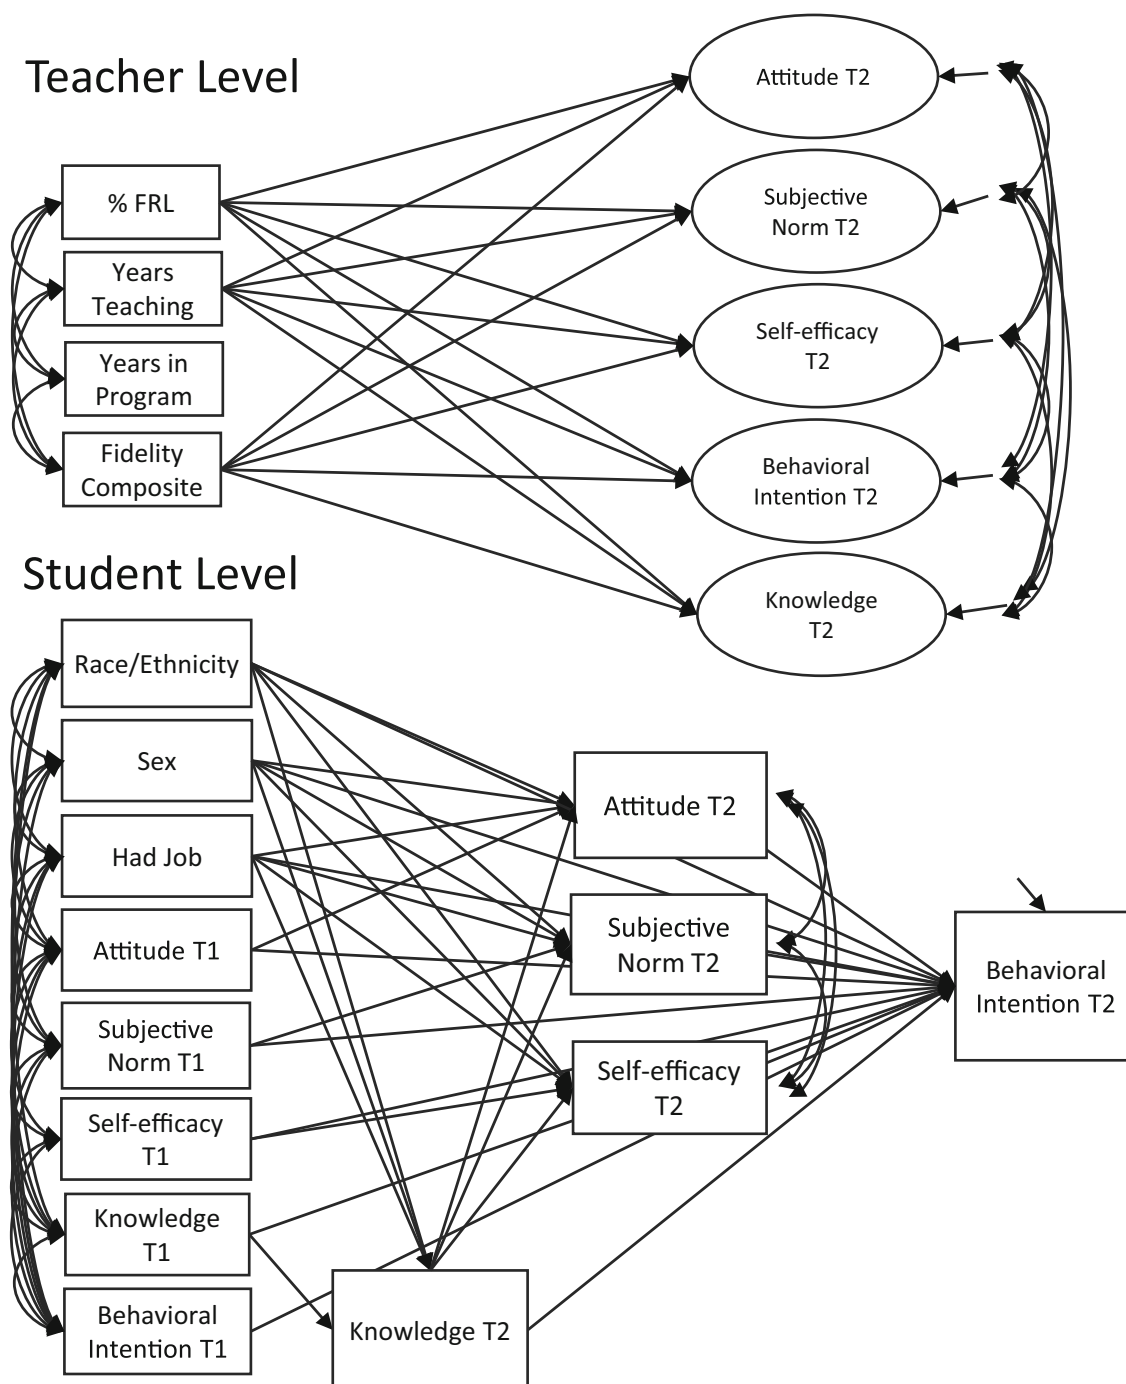 Teacher Level
% FRL
Years
Teaching
Years in
Program
Fidelity
Composite
Attitude T2
Subjective
Norm T2
Self-efficacy
T2
Behavioral
Intention T2
Knowledge
T2
Student Level
Race/Ethnicity
Sex
Had Job
Attitude T1
Subjective
Norm T1
Self-efficacy
T1
Knowledge
T1
Behavioral
Intention T1
Attitude T2
Subjective
Norm T2
Self-efficacy
T2
Knowledge T2
Behavioral
Intention T2